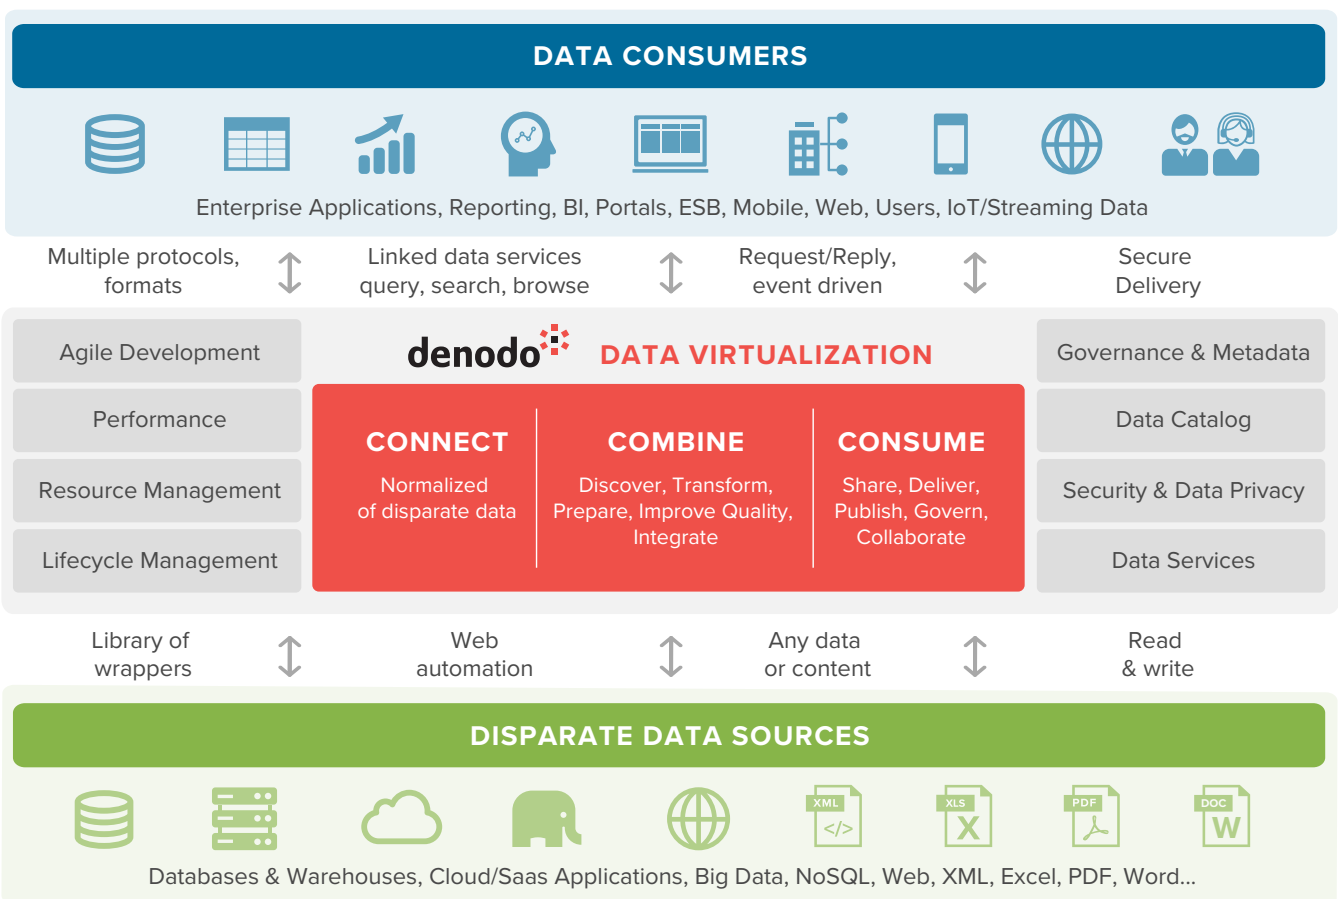 DATA CONSUMERS
Enterprise Applications, Reporting, BI, Portals, ESB, Mobile, Web, Users, IoT/Streaming Data
Multiple protocols,
formats
Linked data services
query, search, browse
Request/Reply,
event driven
Secure
Delivery
Agile Development
Performance
Resource Management
Lifecycle Management
denodo
DATA VIRTUALIZATION
CONNECT
Normalized
of disparate data
COMBINE
Discover, Transform,
Prepare, Improve Quality,
Integrate
CONSUME
Share, Deliver,
Publish, Govern,
Collaborate
Governance & Metadata
Data Catalog
Security & Data Privacy
Data Services
Library of
wrappers
Web
automation
Any data
or content
Read
& write
DISPARATE DATA SOURCES
XML
</>
XLS
X
PDF
DOC
W
Databases & Warehouses, Cloud/Saas Applications, Big Data, NoSQL, Web, XML, Excel, PDF, Word...